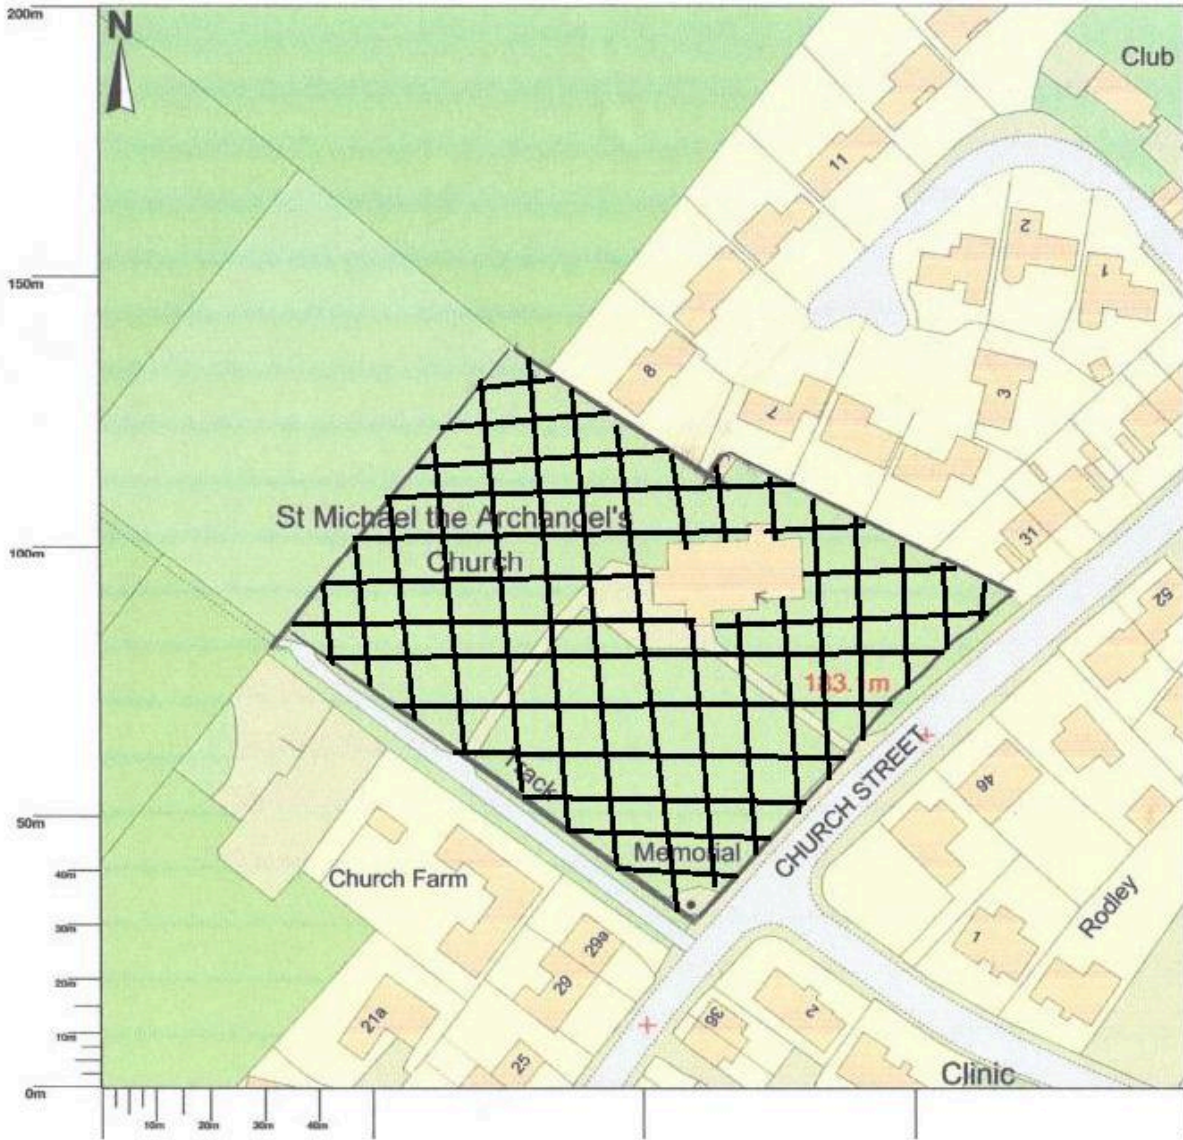 200m
N
Club
11
2
1
150m
8
3
7
St Michael the Archangel's
Church
31
100m
52
183.1m
Track
CHURCH STREET
46
50m
Memorial
40m
Church Farm
Rodley
30m
29a
1
29
20m
21a
36
2
10m
25
Clinic
0m
10m
20m
30m
40m